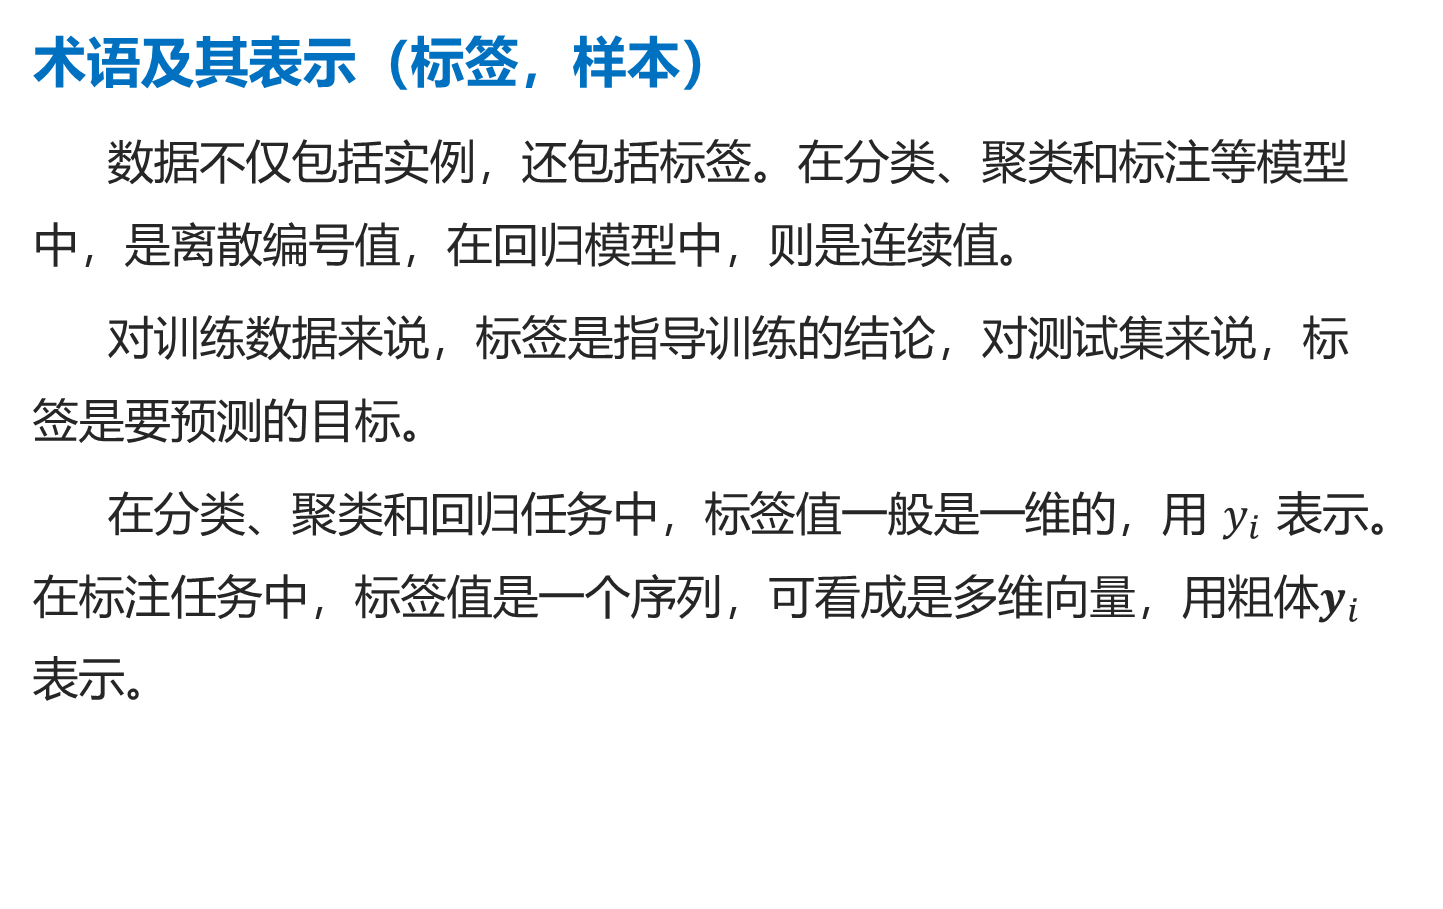 术语及其表示（标签，样本）
数据不仅包括实例，还包括标签。在分类、聚类和标注等模型
中，是离散编号值，在回归模型中，则是连续值。
对训练数据来说，标签是指导训练的结论，对测试集来说，标
签是要预测的目标。
在分类、聚类和回归任务中，标签值一般是一维的，用 𝑦ᵢ 表示。
在标注任务中，标签值是一个序列，可看成是多维向量，用粗体𝒚ᵢ
表示。